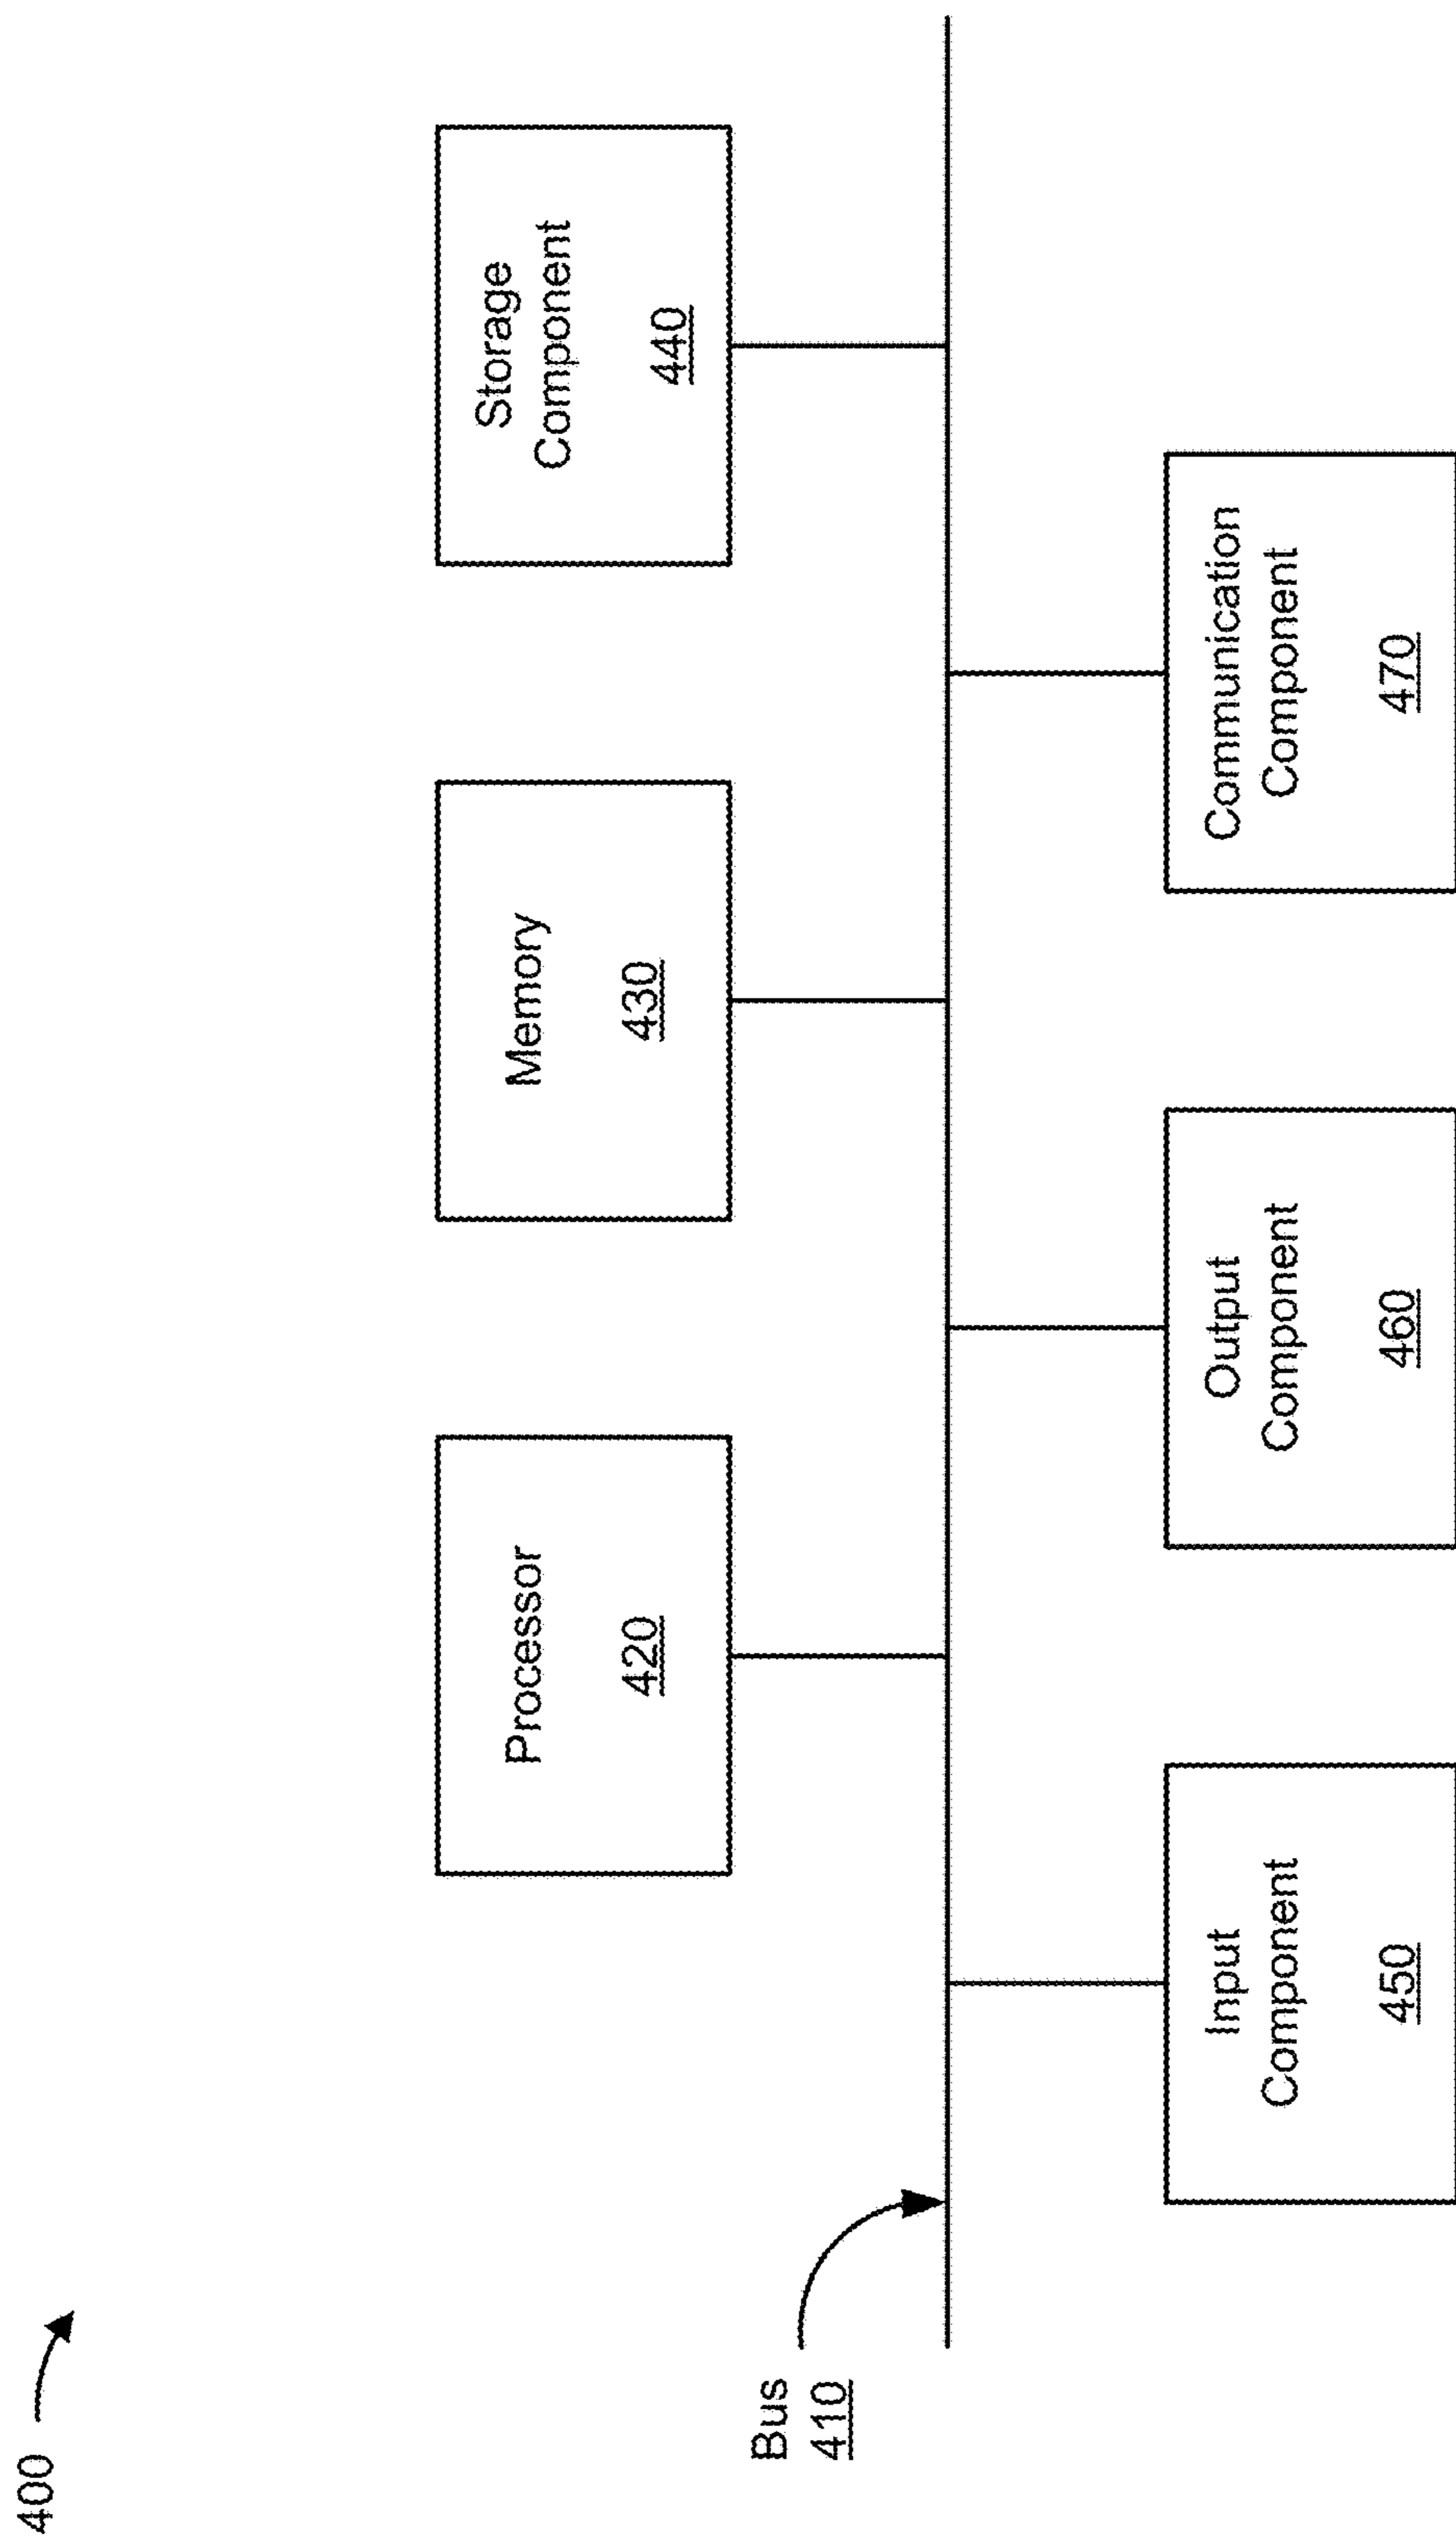 400
Processor
420
Memory
430
Storage
Component
440
Bus
410
Input
Component
450
Output
Component
460
Communication
Component
470